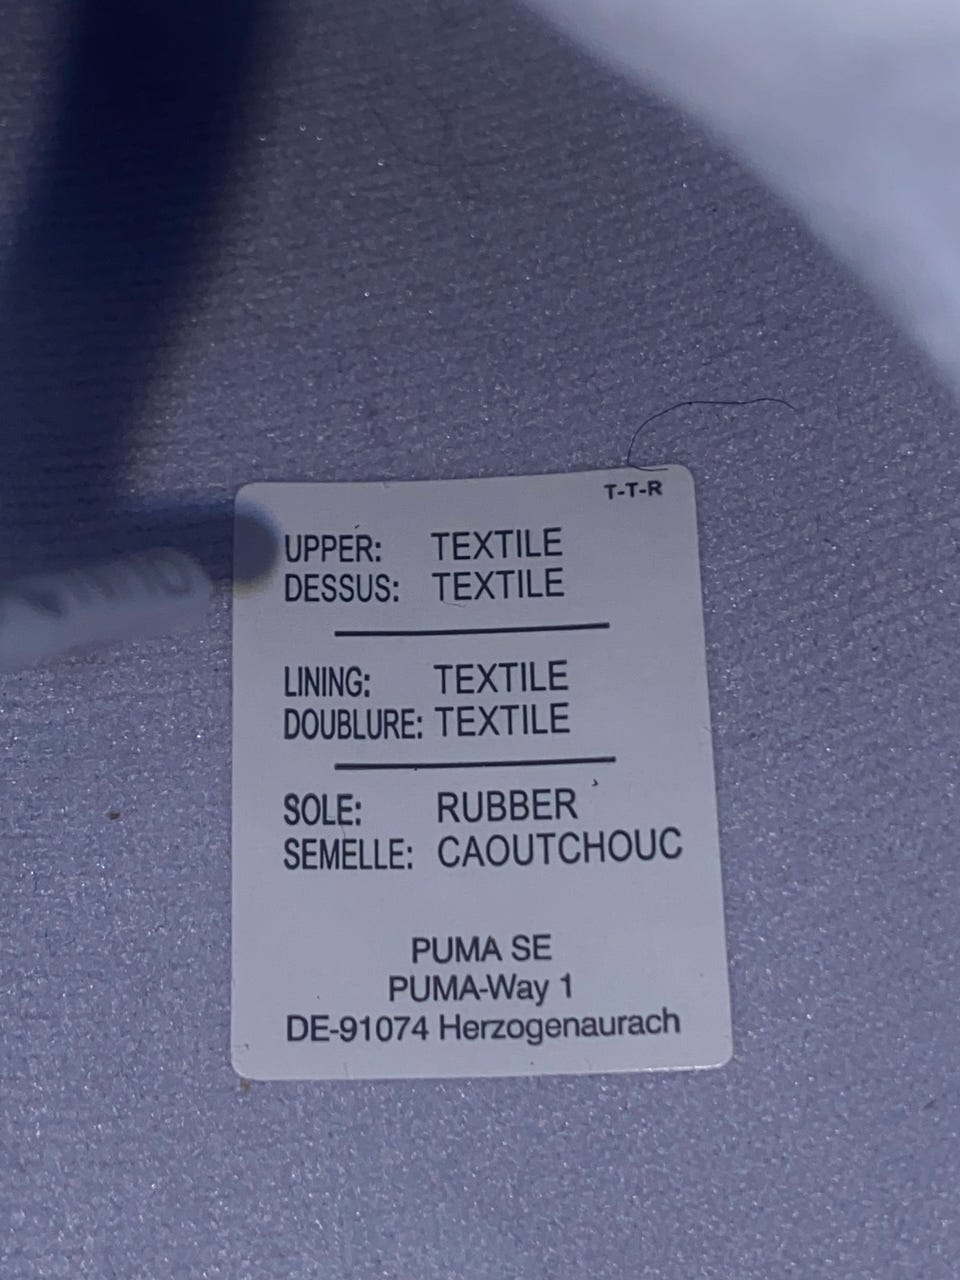 T-T-R
UPPER: TEXTILE
DESSUS: TEXTILE
LINING: TEXTILE
DOUBLURE: TEXTILE
SOLE: RUBBER
SEMELLE: CAOUTCHOUC
PUMA SE
PUMA-Way 1
DE-91074 Herzogenaurach